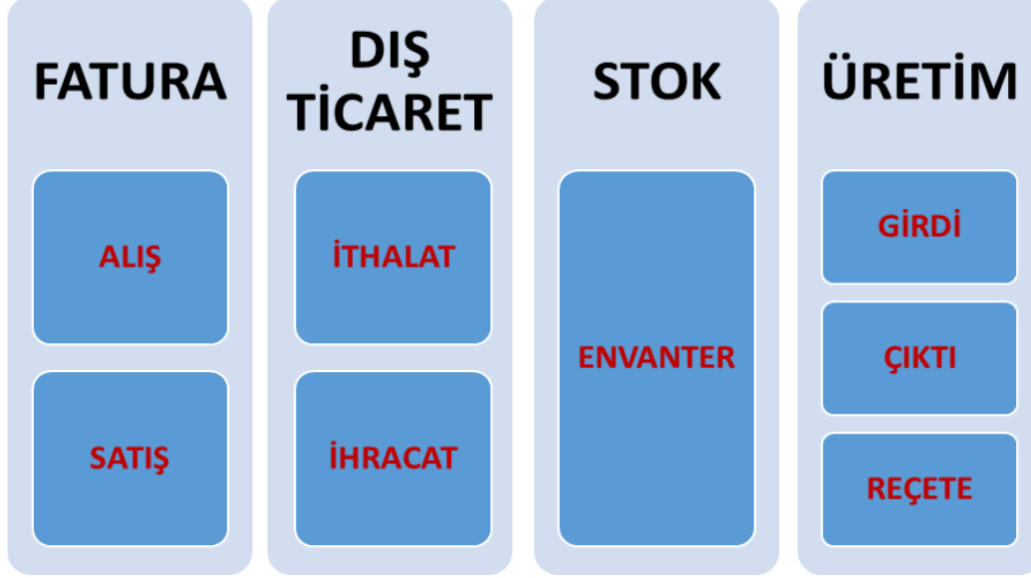 FATURA
ALIŞ
SATIŞ
DIŞ
TİCARET
İTHALAT
İHRACAT
STOK
ENVANTER
ÜRETİM
GİRDİ
ÇIKTI
REÇETE